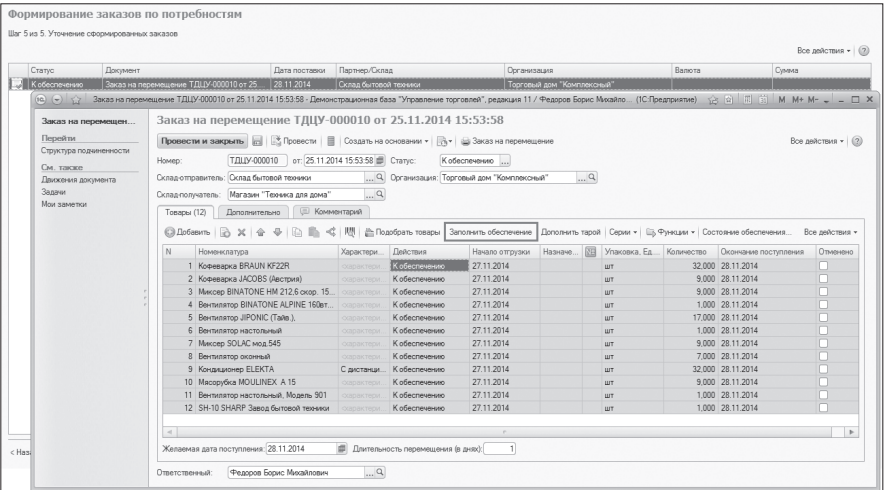 Формирование заказов по потребностям
Шаг 5 из 5. Уточнение сформированных заказов
Все действия
Статус Документ Дата поставки Партнер/Склад Организация Валюта Сумма
К обеспечению Заказ на перемещение ТДЦУ-000010 от 25... 28.11.2014 Склад бытовой техники Торговый дом "Комплексный"
Заказ на перемещение ТДЦУ-000010 от 25.11.2014 15:53:58 - Демонстрационная база "Управление торговлей", редакция 11 / Федоров Борис Михайло... (1С:Предприятие) M M+ M-
Заказ на перемещен...
Перейти
Структура подчиненности
См. также
Движения документа
Задачи
Мои заметки
Заказ на перемещение ТДЦУ-000010 от 25.11.2014 15:53:58
Провести и закрыть Провести Создать на основании Заказ на перемещение Все действия
Номер: ТДЦУ-000010 от: 25.11.2014 15:53:58 Статус: К обеспечению ...
Склад-отправитель: Склад бытовой техники ... Организация: Торговый дом "Комплексный" ...
Склад-получатель: Магазин "Техника для дома" ...
Товары (12) Дополнительно Комментарий
Добавить Подобрать товары Заполнить обеспечение Дополнить тарой Серии Функции Состояние обеспечения... Все действия
N Номенклатура Характери... Действия Начало отгрузки Назначе... Упаковка, Ед.... Количество Окончание поступления Отменено
1 Кофеварка BRAUN KF22R К обеспечению 27.11.2014 шт 32,000 28.11.2014
2 Кофеварка JACOBS (Австрия) К обеспечению 27.11.2014 шт 9,000 28.11.2014
3 Миксер BINATONE HM 212,6 скор. 15... К обеспечению 27.11.2014 шт 9,000 28.11.2014
4 Вентилятор BINATONE ALPINE 160вт... К обеспечению 27.11.2014 шт 1,000 28.11.2014
5 Вентилятор JIPONIC (Тайв.), К обеспечению 27.11.2014 шт 17,000 28.11.2014
6 Вентилятор настольный К обеспечению 27.11.2014 шт 1,000 28.11.2014
7 Миксер SOLAC мод.545 К обеспечению 27.11.2014 шт 9,000 28.11.2014
8 Вентилятор оконный К обеспечению 27.11.2014 шт 7,000 28.11.2014
9 Кондиционер ELEKTA С дистанци... К обеспечению 27.11.2014 шт 32,000 28.11.2014
10 Мясорубка MOULINEX A 15 К обеспечению 27.11.2014 шт 9,000 28.11.2014
11 Вентилятор настольный, Модель 901 К обеспечению 27.11.2014 шт 1,000 28.11.2014
12 SH-10 SHARP Завод бытовой техники К обеспечению 27.11.2014 шт 1,000 28.11.2014
Желаемая дата поступления: 28.11.2014 Длительность перемещения (в днях): 1
< Наз
Ответственный: Федоров Борис Михайлович ...